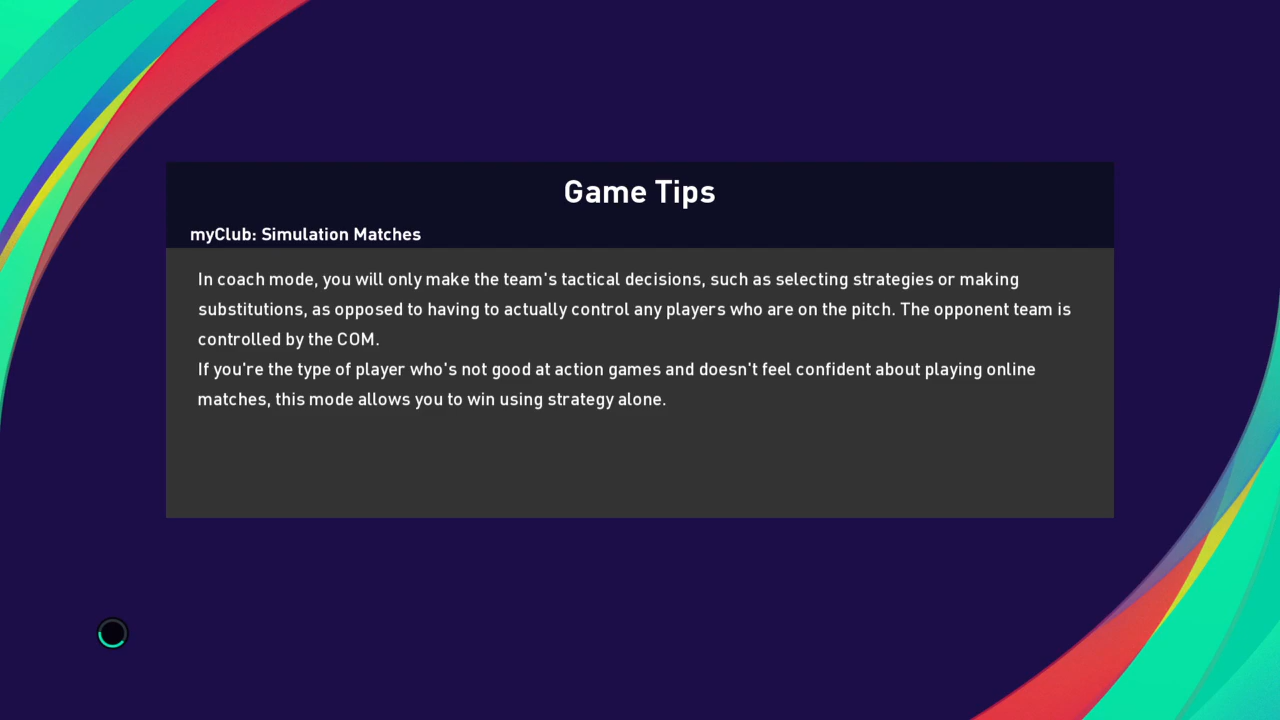 Game Tips
myClub: Simulation Matches
In coach mode, you will only make the team's tactical decisions, such as selecting strategies or making
substitutions, as opposed to having to actually control any players who are on the pitch. The opponent team is
controlled by the COM.
If you're the type of player who's not good at action games and doesn't feel confident about playing online
matches, this mode allows you to win using strategy alone.